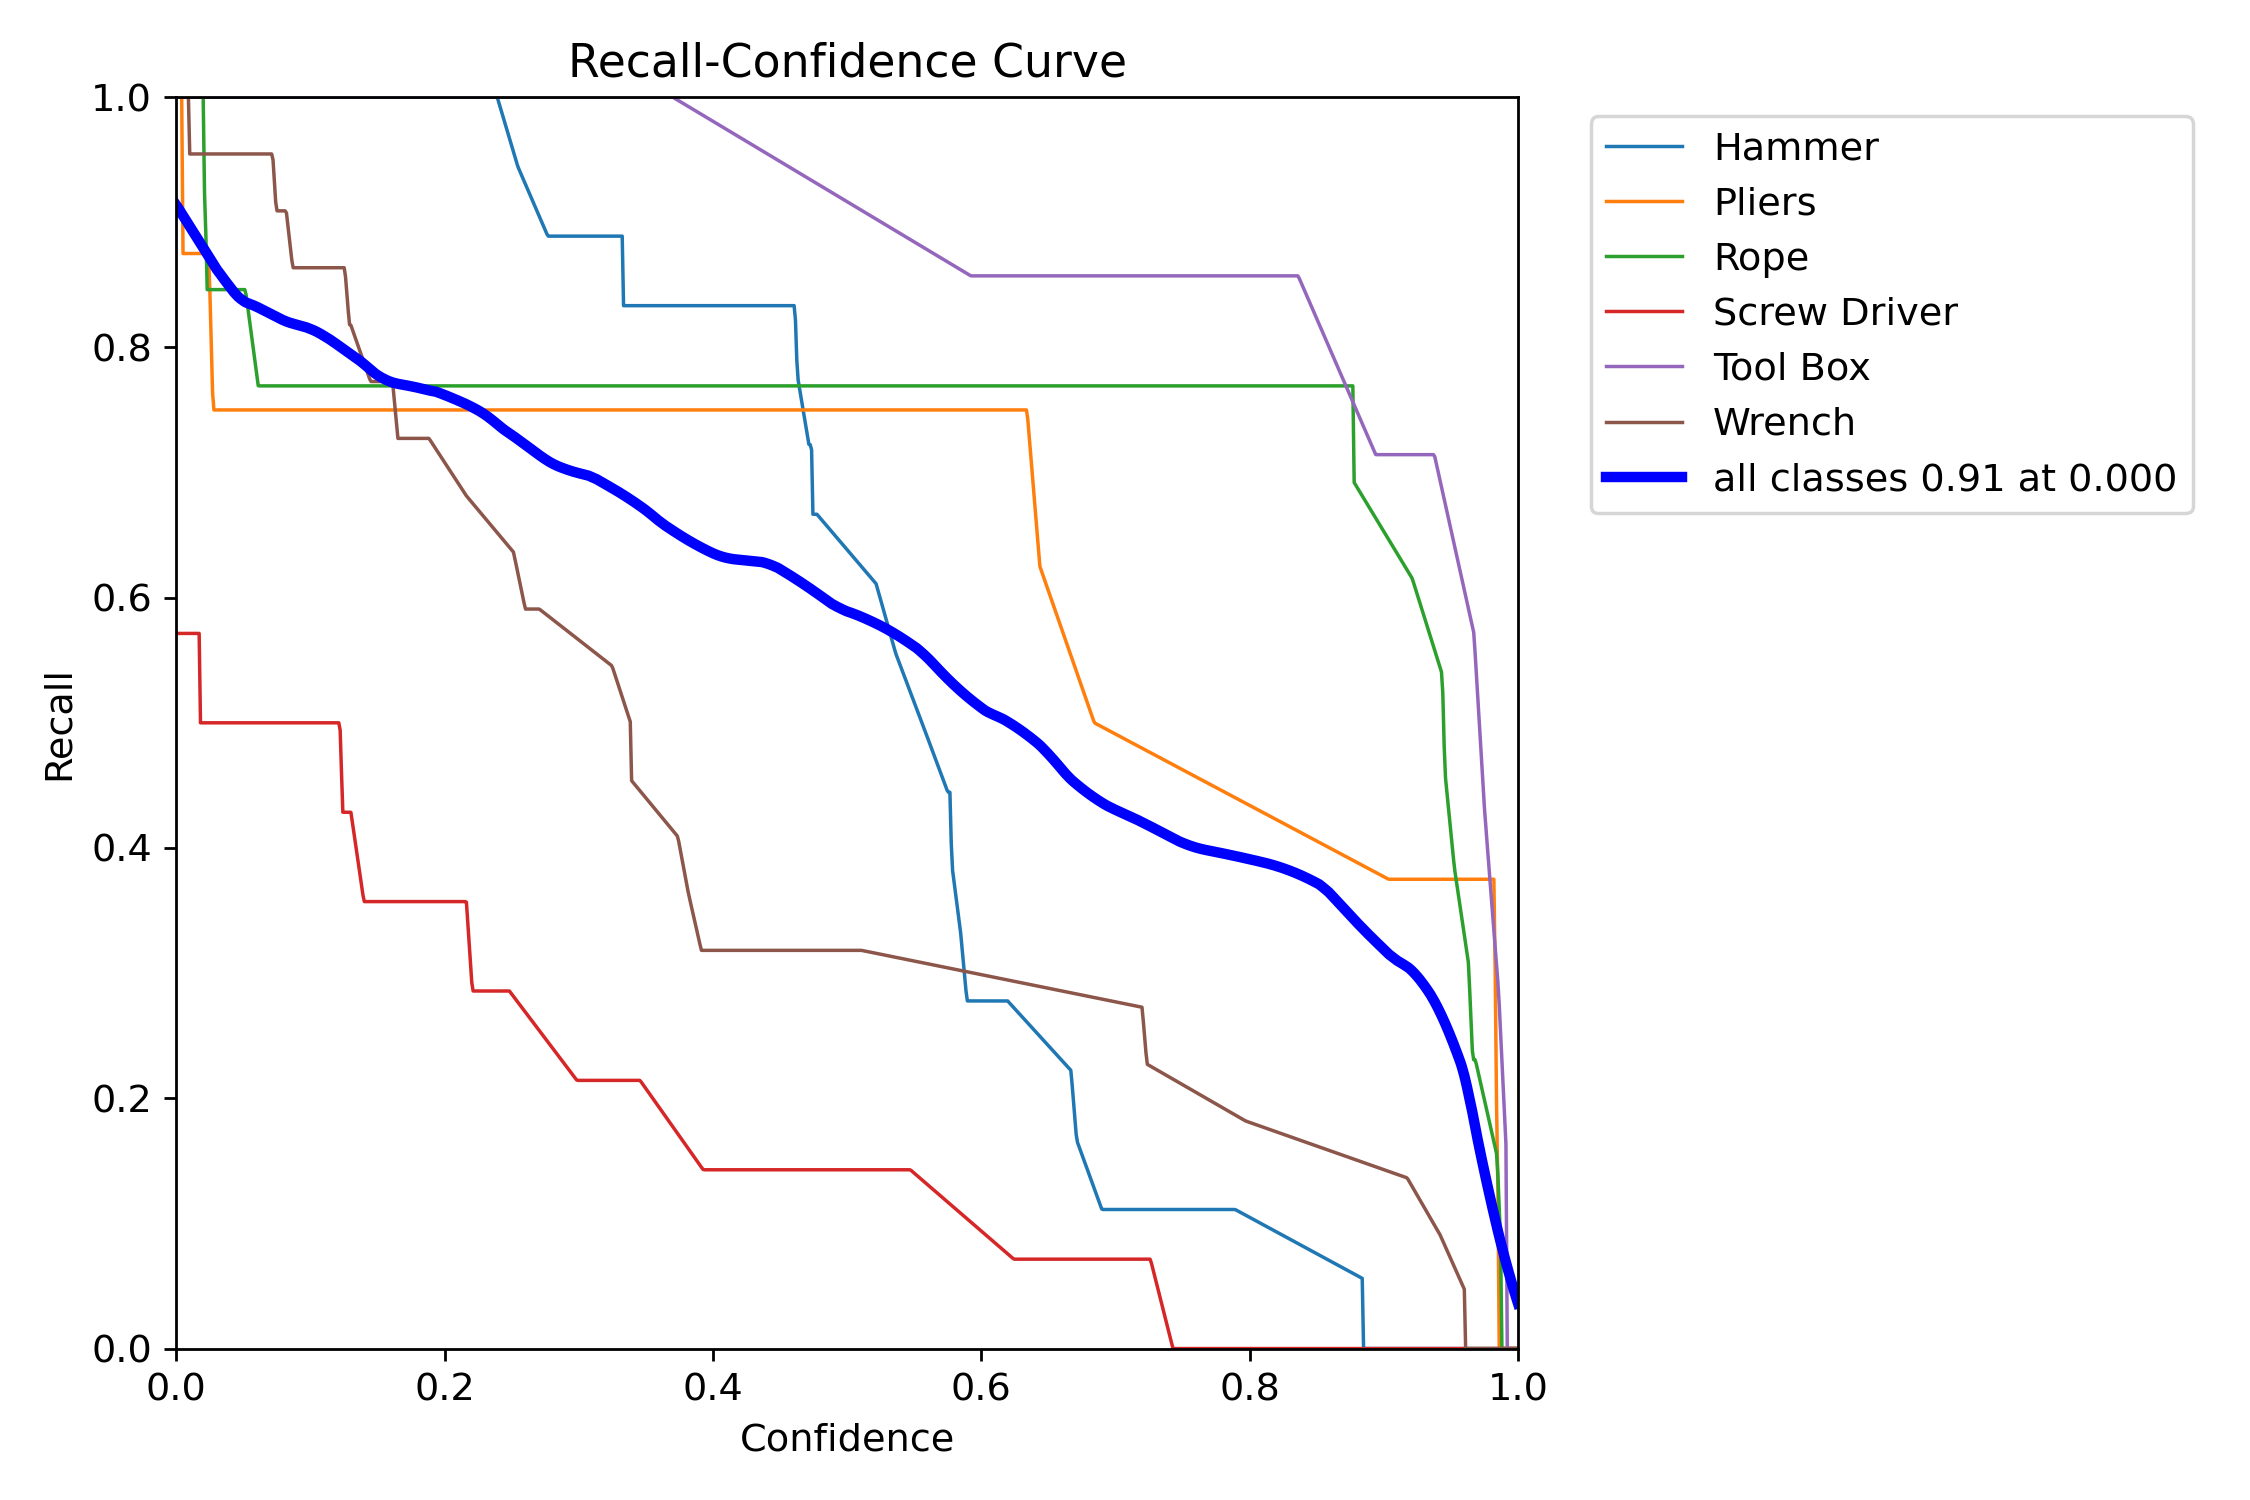 Recall-Confidence Curve
1.0
0.8
0.6
0.4
0.2
0.0
Recall
0.0 0.2 0.4 0.6 0.8 1.0
Confidence
Hammer
Pliers
Rope
Screw Driver
Tool Box
Wrench
all classes 0.91 at 0.000